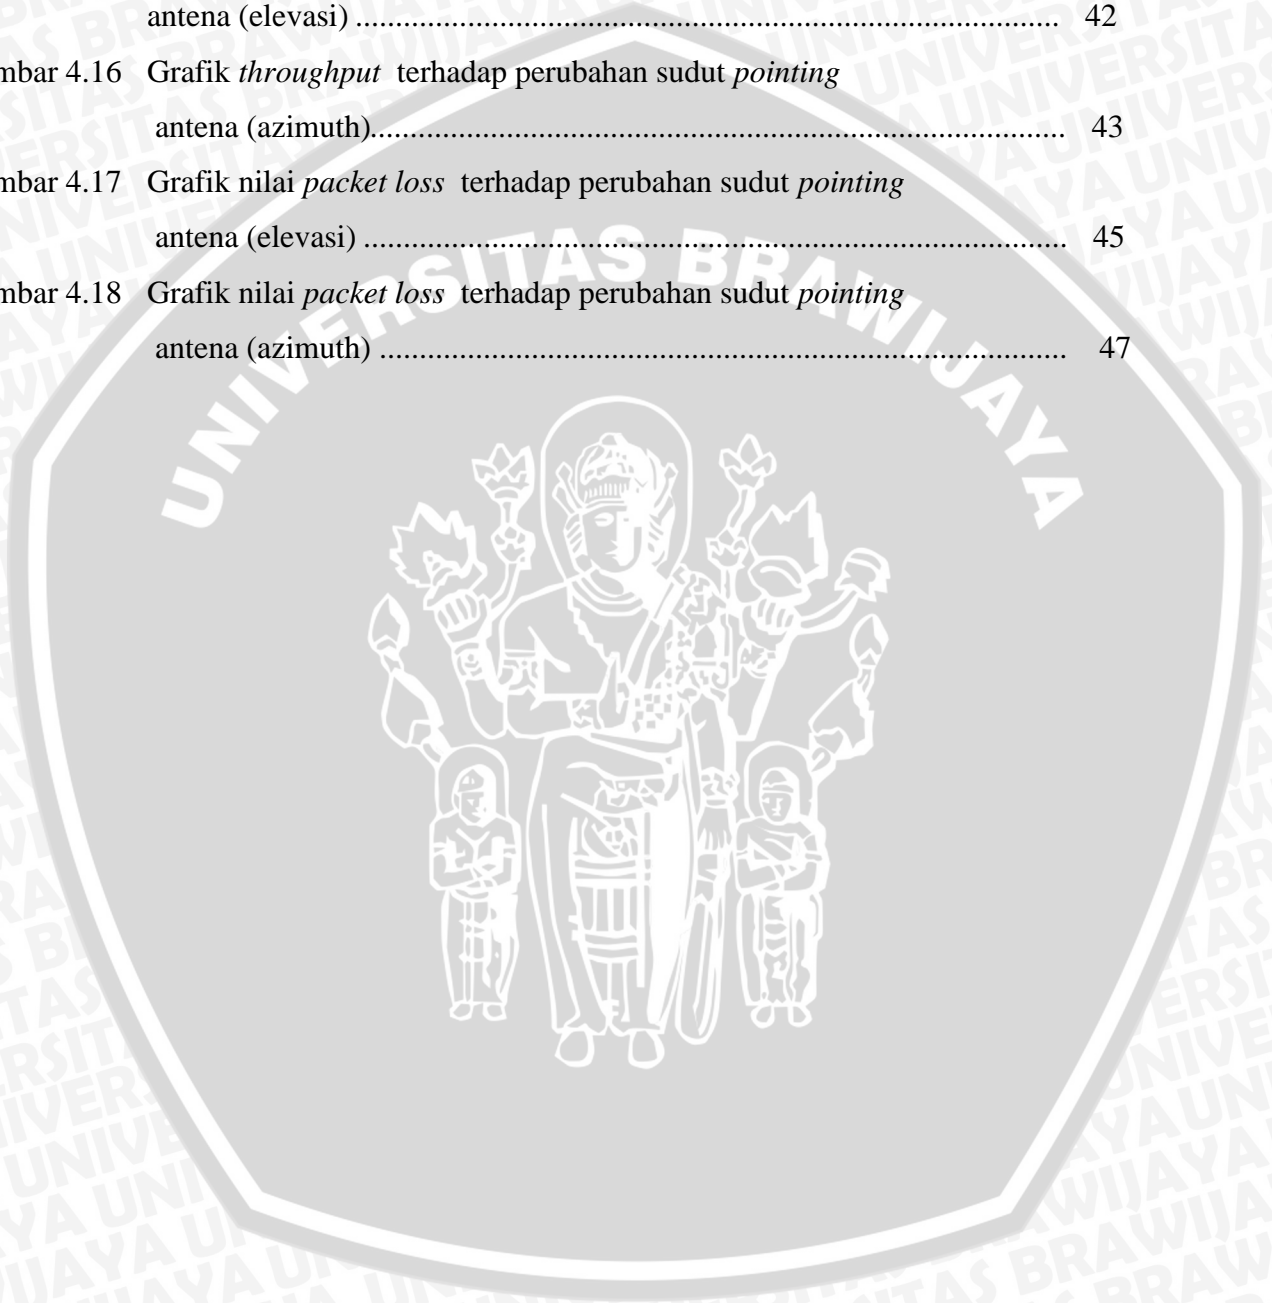 antena (elevasi) ........................................................................................ 42
mbar 4.16 Grafik throughput terhadap perubahan sudut pointing
antena (azimuth)....................................................................................... 43
mbar 4.17 Grafik nilai packet loss terhadap perubahan sudut pointing
antena (elevasi) ........................................................................................ 45
mbar 4.18 Grafik nilai packet loss terhadap perubahan sudut pointing
antena (azimuth) ...................................................................................... 47
UNIVERSITAS BRAWIJAYA